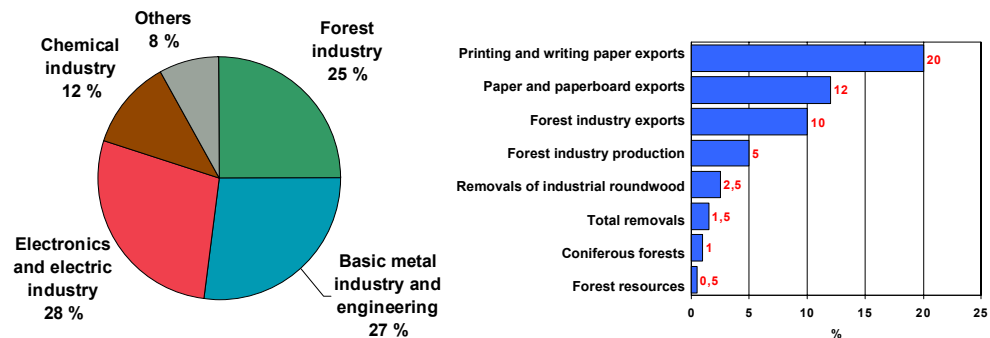 Others
8 %
Forest
industry
25 %
Chemical
industry
12 %
Electronics
and electric
industry
28 %
Basic metal
industry and
engineering
27 %
Printing and writing paper exports
20
Paper and paperboard exports
12
Forest industry exports
10
Forest industry production
5
Removals of industrial roundwood
2,5
Total removals
1,5
Coniferous forests
1
Forest resources
0,5
0 5 10 15 20 25
%